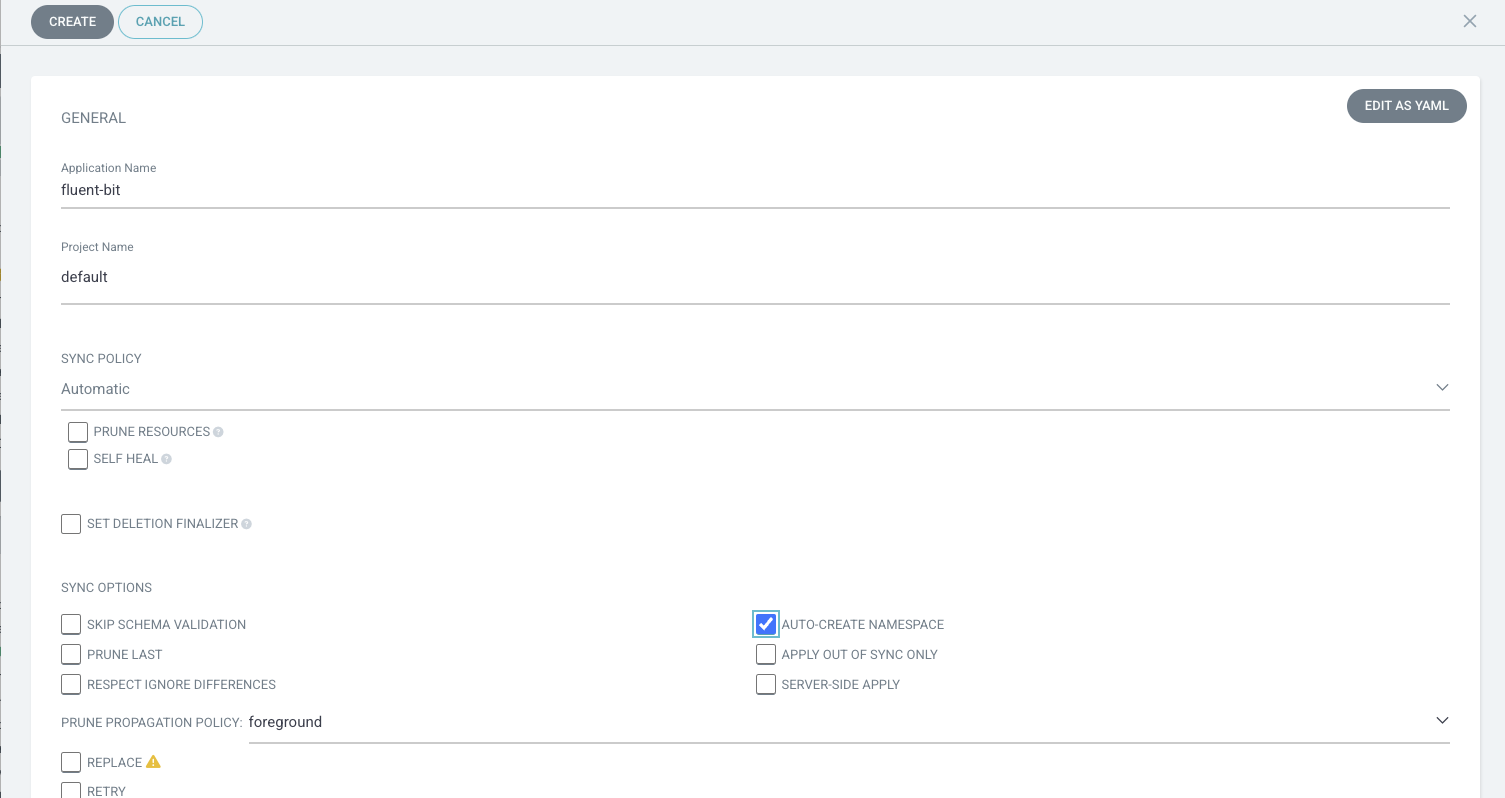 CREATE CANCEL
EDIT AS YAML
GENERAL
Application Name
fluent-bit
Project Name
default
SYNC POLICY
Automatic
PRUNE RESOURCES
SELF HEAL
SET DELETION FINALIZER
SYNC OPTIONS
SKIP SCHEMA VALIDATION AUTO-CREATE NAMESPACE
PRUNE LAST APPLY OUT OF SYNC ONLY
RESPECT IGNORE DIFFERENCES SERVER-SIDE APPLY
PRUNE PROPAGATION POLICY: foreground
REPLACE
RETRY